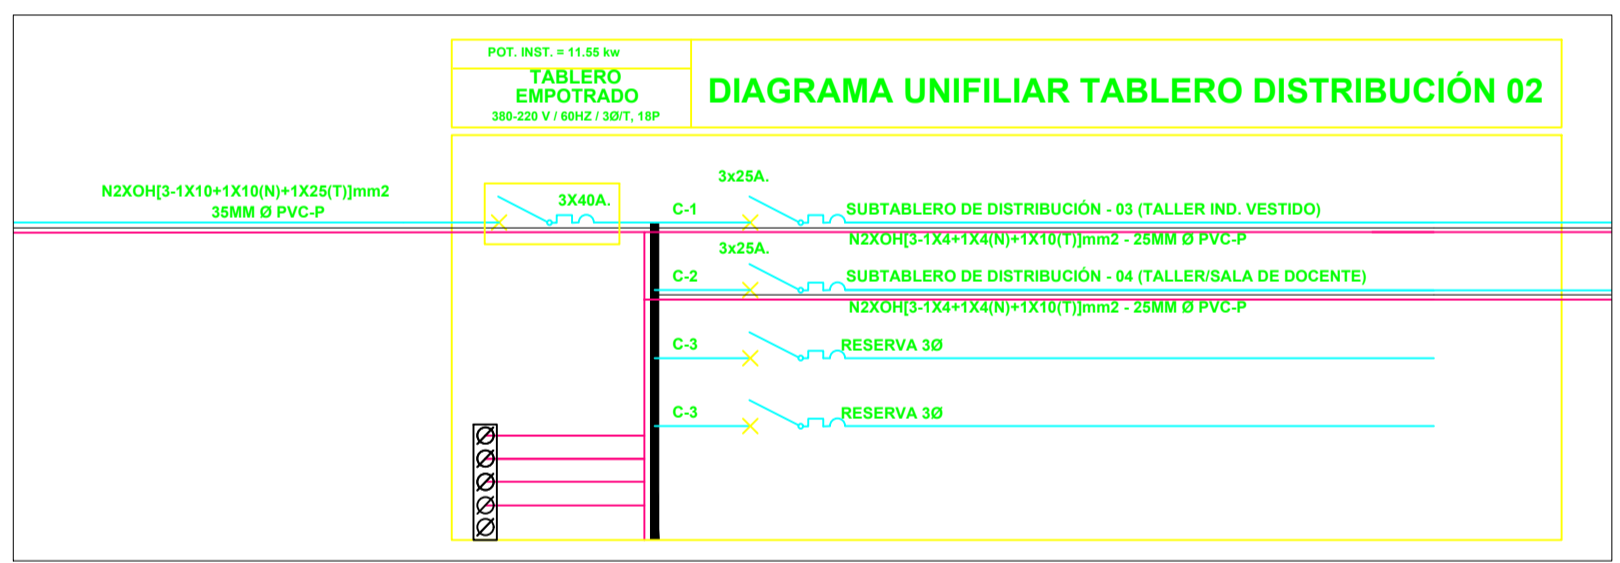 POT. INST. = 11.55 kw
TABLERO
EMPOTRADO
380-220 V / 60HZ / 3Ø/T, 18P
DIAGRAMA UNIFILIAR TABLERO DISTRIBUCIÓN 02
N2XOH[3-1X10+1X10(N)+1X25(T)]mm2
35MM Ø PVC-P
3X40A.
3x25A.
C-1
SUBTABLERO DE DISTRIBUCIÓN - 03 (TALLER IND. VESTIDO)
N2XOH[3-1X4+1X4(N)+1X10(T)]mm2 - 25MM Ø PVC-P
3x25A.
C-2
SUBTABLERO DE DISTRIBUCIÓN - 04 (TALLER/SALA DE DOCENTE)
N2XOH[3-1X4+1X4(N)+1X10(T)]mm2 - 25MM Ø PVC-P
C-3
RESERVA 3Ø
C-3
RESERVA 3Ø